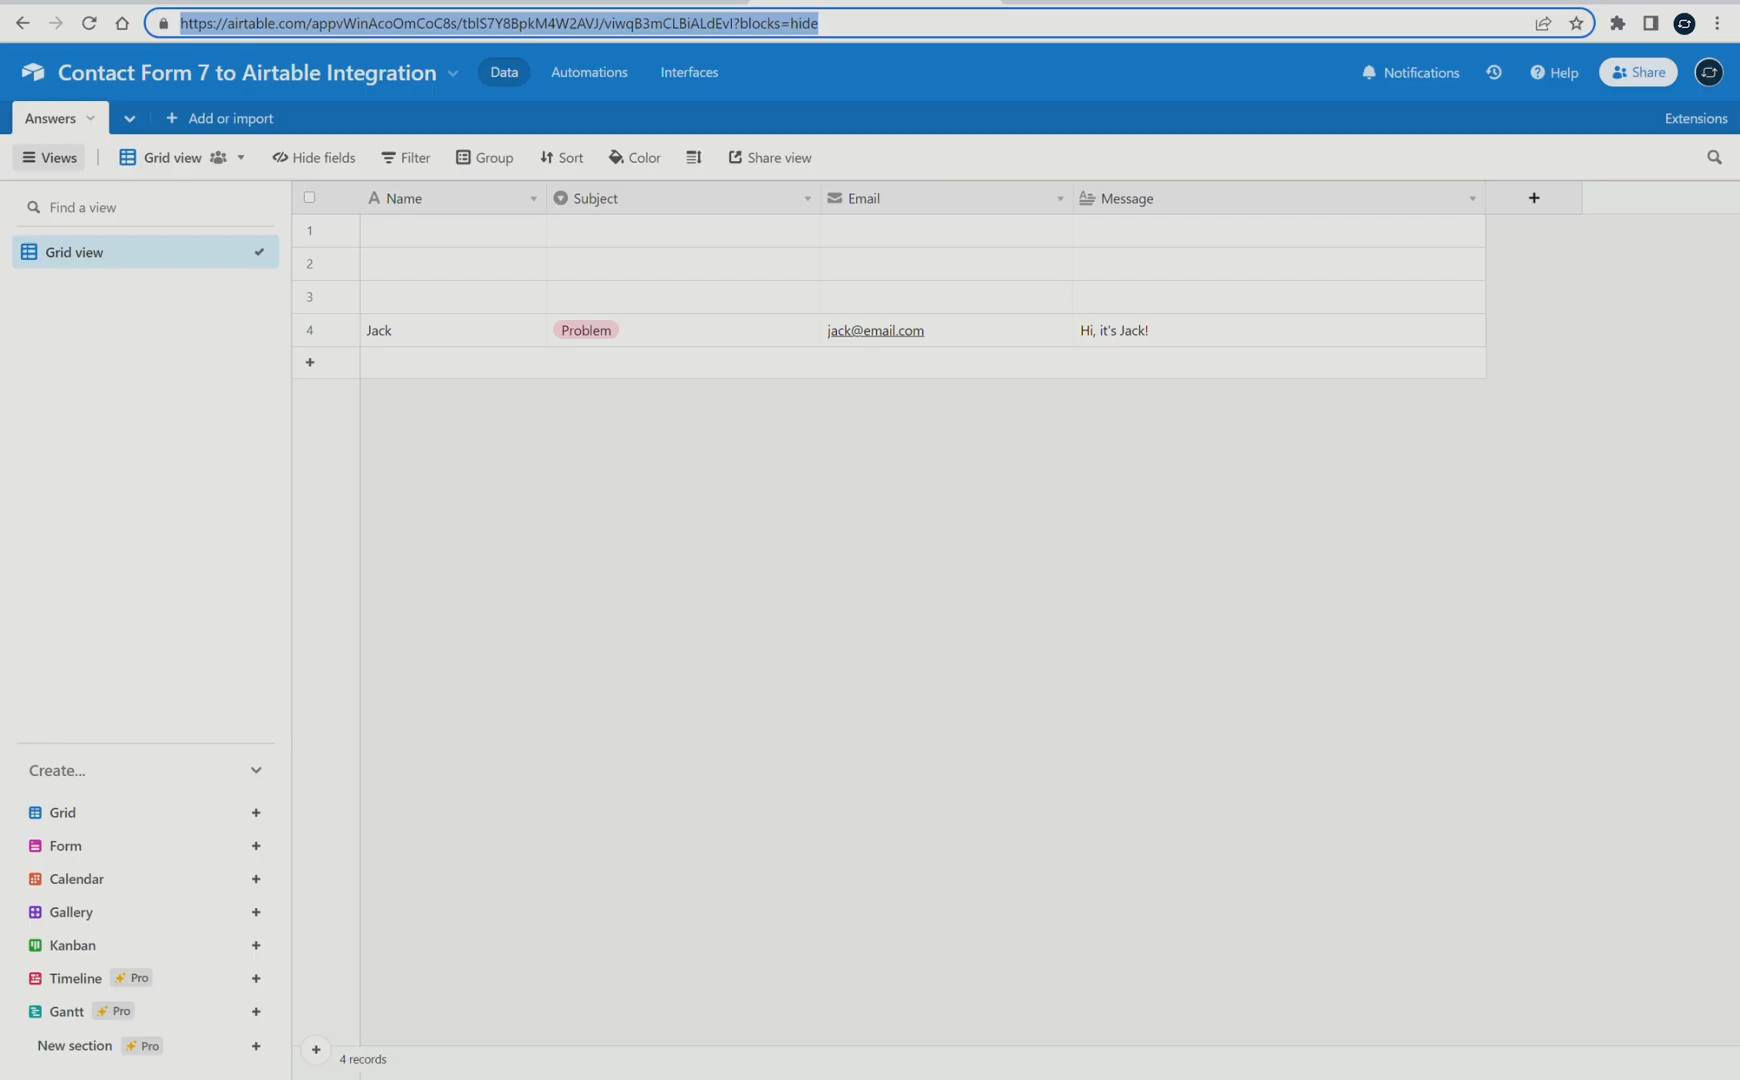 https://airtable.com/appvWinAcoOmCoC8s/tblS7Y8BpkM4W2AVJ/viwqB3mCLBiALdEvI?blocks=hide
Contact Form 7 to Airtable Integration
Data
Automations
Interfaces
Notifications
Help
Share
Answers
Add or import
Extensions
Views
Grid view
Hide fields
Filter
Group
Sort
Color
Share view
Find a view
Grid view
Name
Subject
Email
Message
1
2
3
4
Jack
Problem
jack@email.com
Hi, it's Jack!
Create...
Grid
Form
Calendar
Gallery
Kanban
Timeline
Pro
Gantt
Pro
New section
Pro
4 records